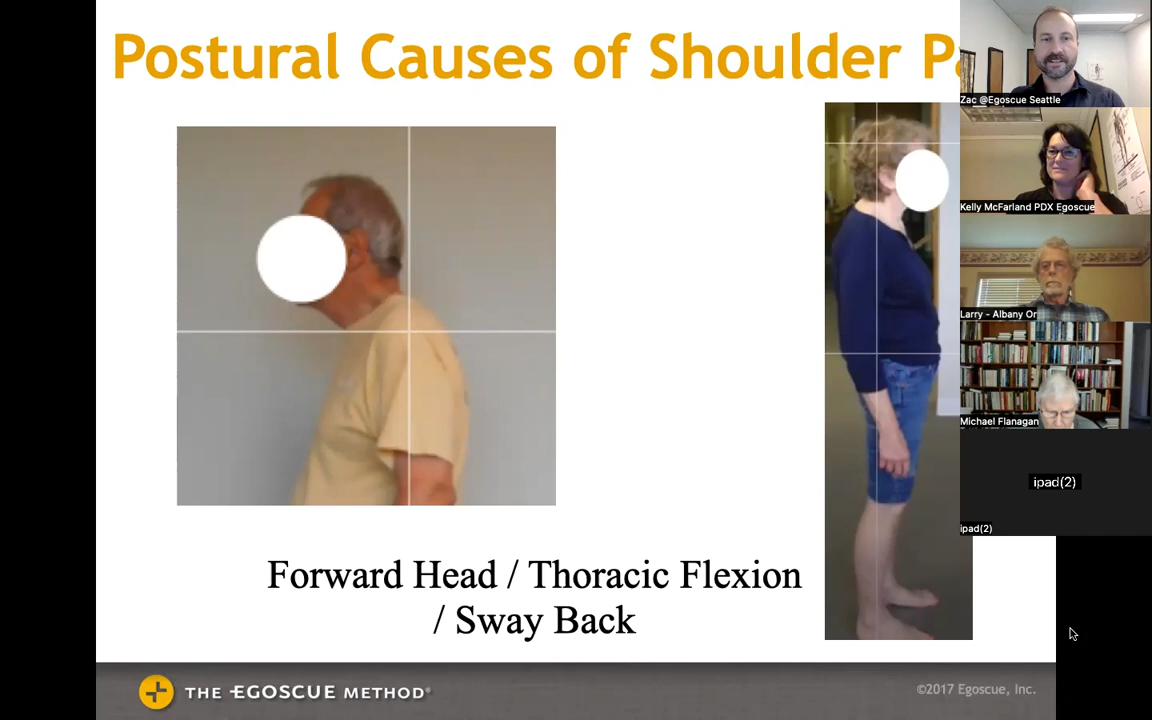 Postural Causes of Shoulder Pa
Zac @Egoscue Seattle
Kelly McFarland PDX Egoscue
Larry - Albany Or
Michael Flanagan
ipad(2)
ipad(2)
Forward Head / Thoracic Flexion
/ Sway Back
THE EGOSCUE METHOD®
©2017 Egoscue, Inc.